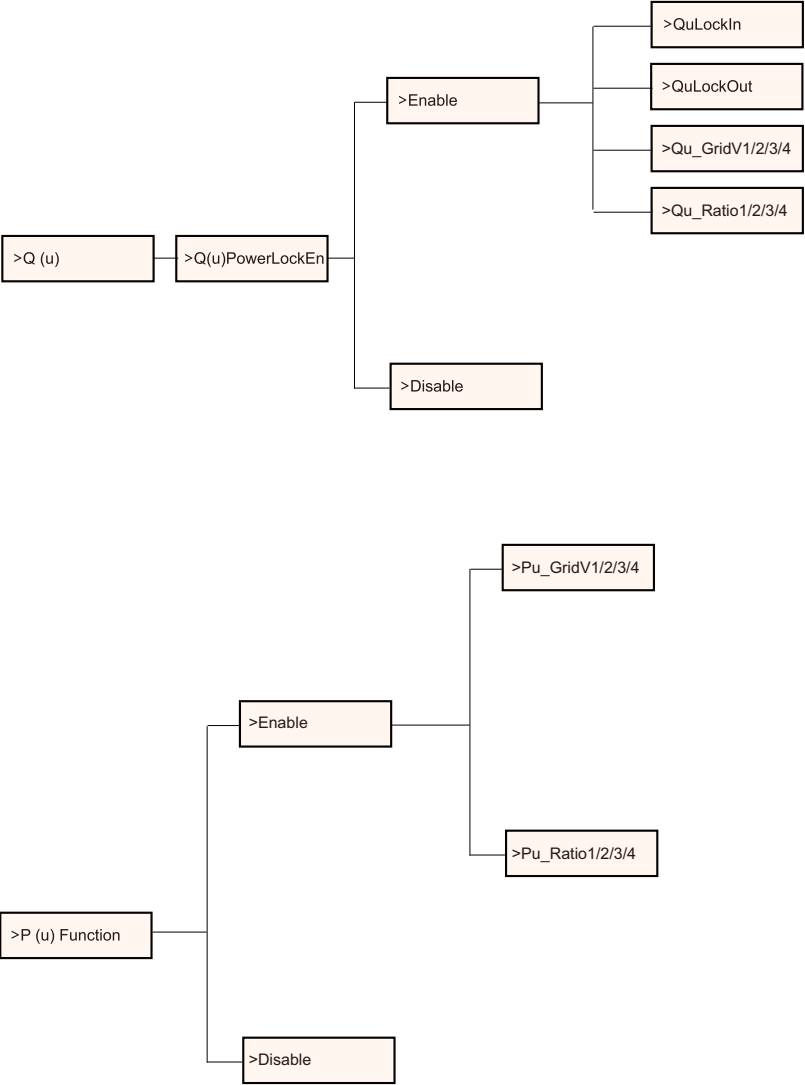 >QuLockIn
>Enable
>QuLockOut
>Qu_GridV1/2/3/4
>Qu_Ratio1/2/3/4
>Q (u)
>Q(u)PowerLockEn
>Disable
>Pu_GridV1/2/3/4
>Enable
>Pu_Ratio1/2/3/4
>P (u) Function
>Disable